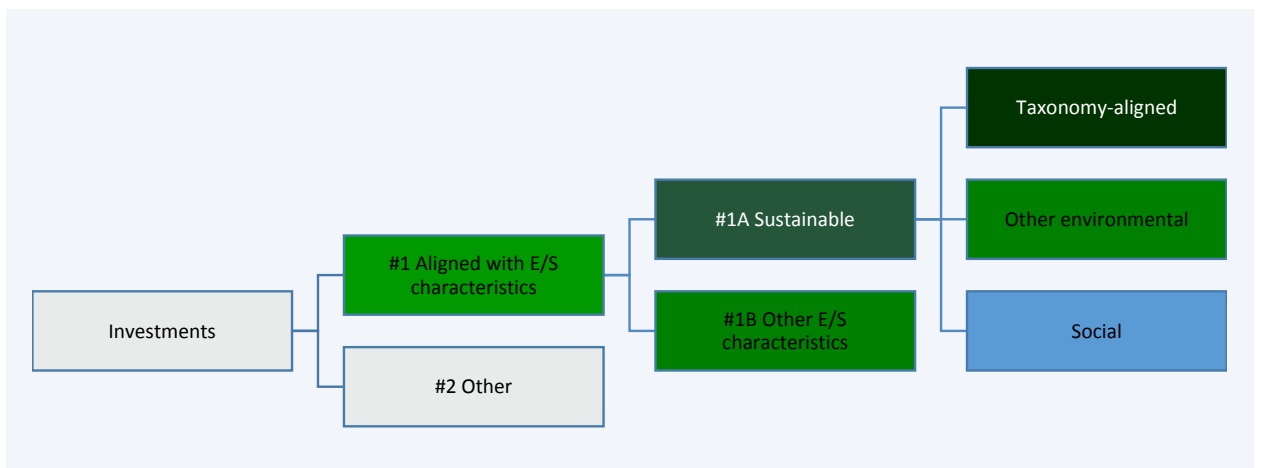 Investments
#1 Aligned with E/S
characteristics
#2 Other
#1A Sustainable
#1B Other E/S
characteristics
Taxonomy-aligned
Other environmental
Social